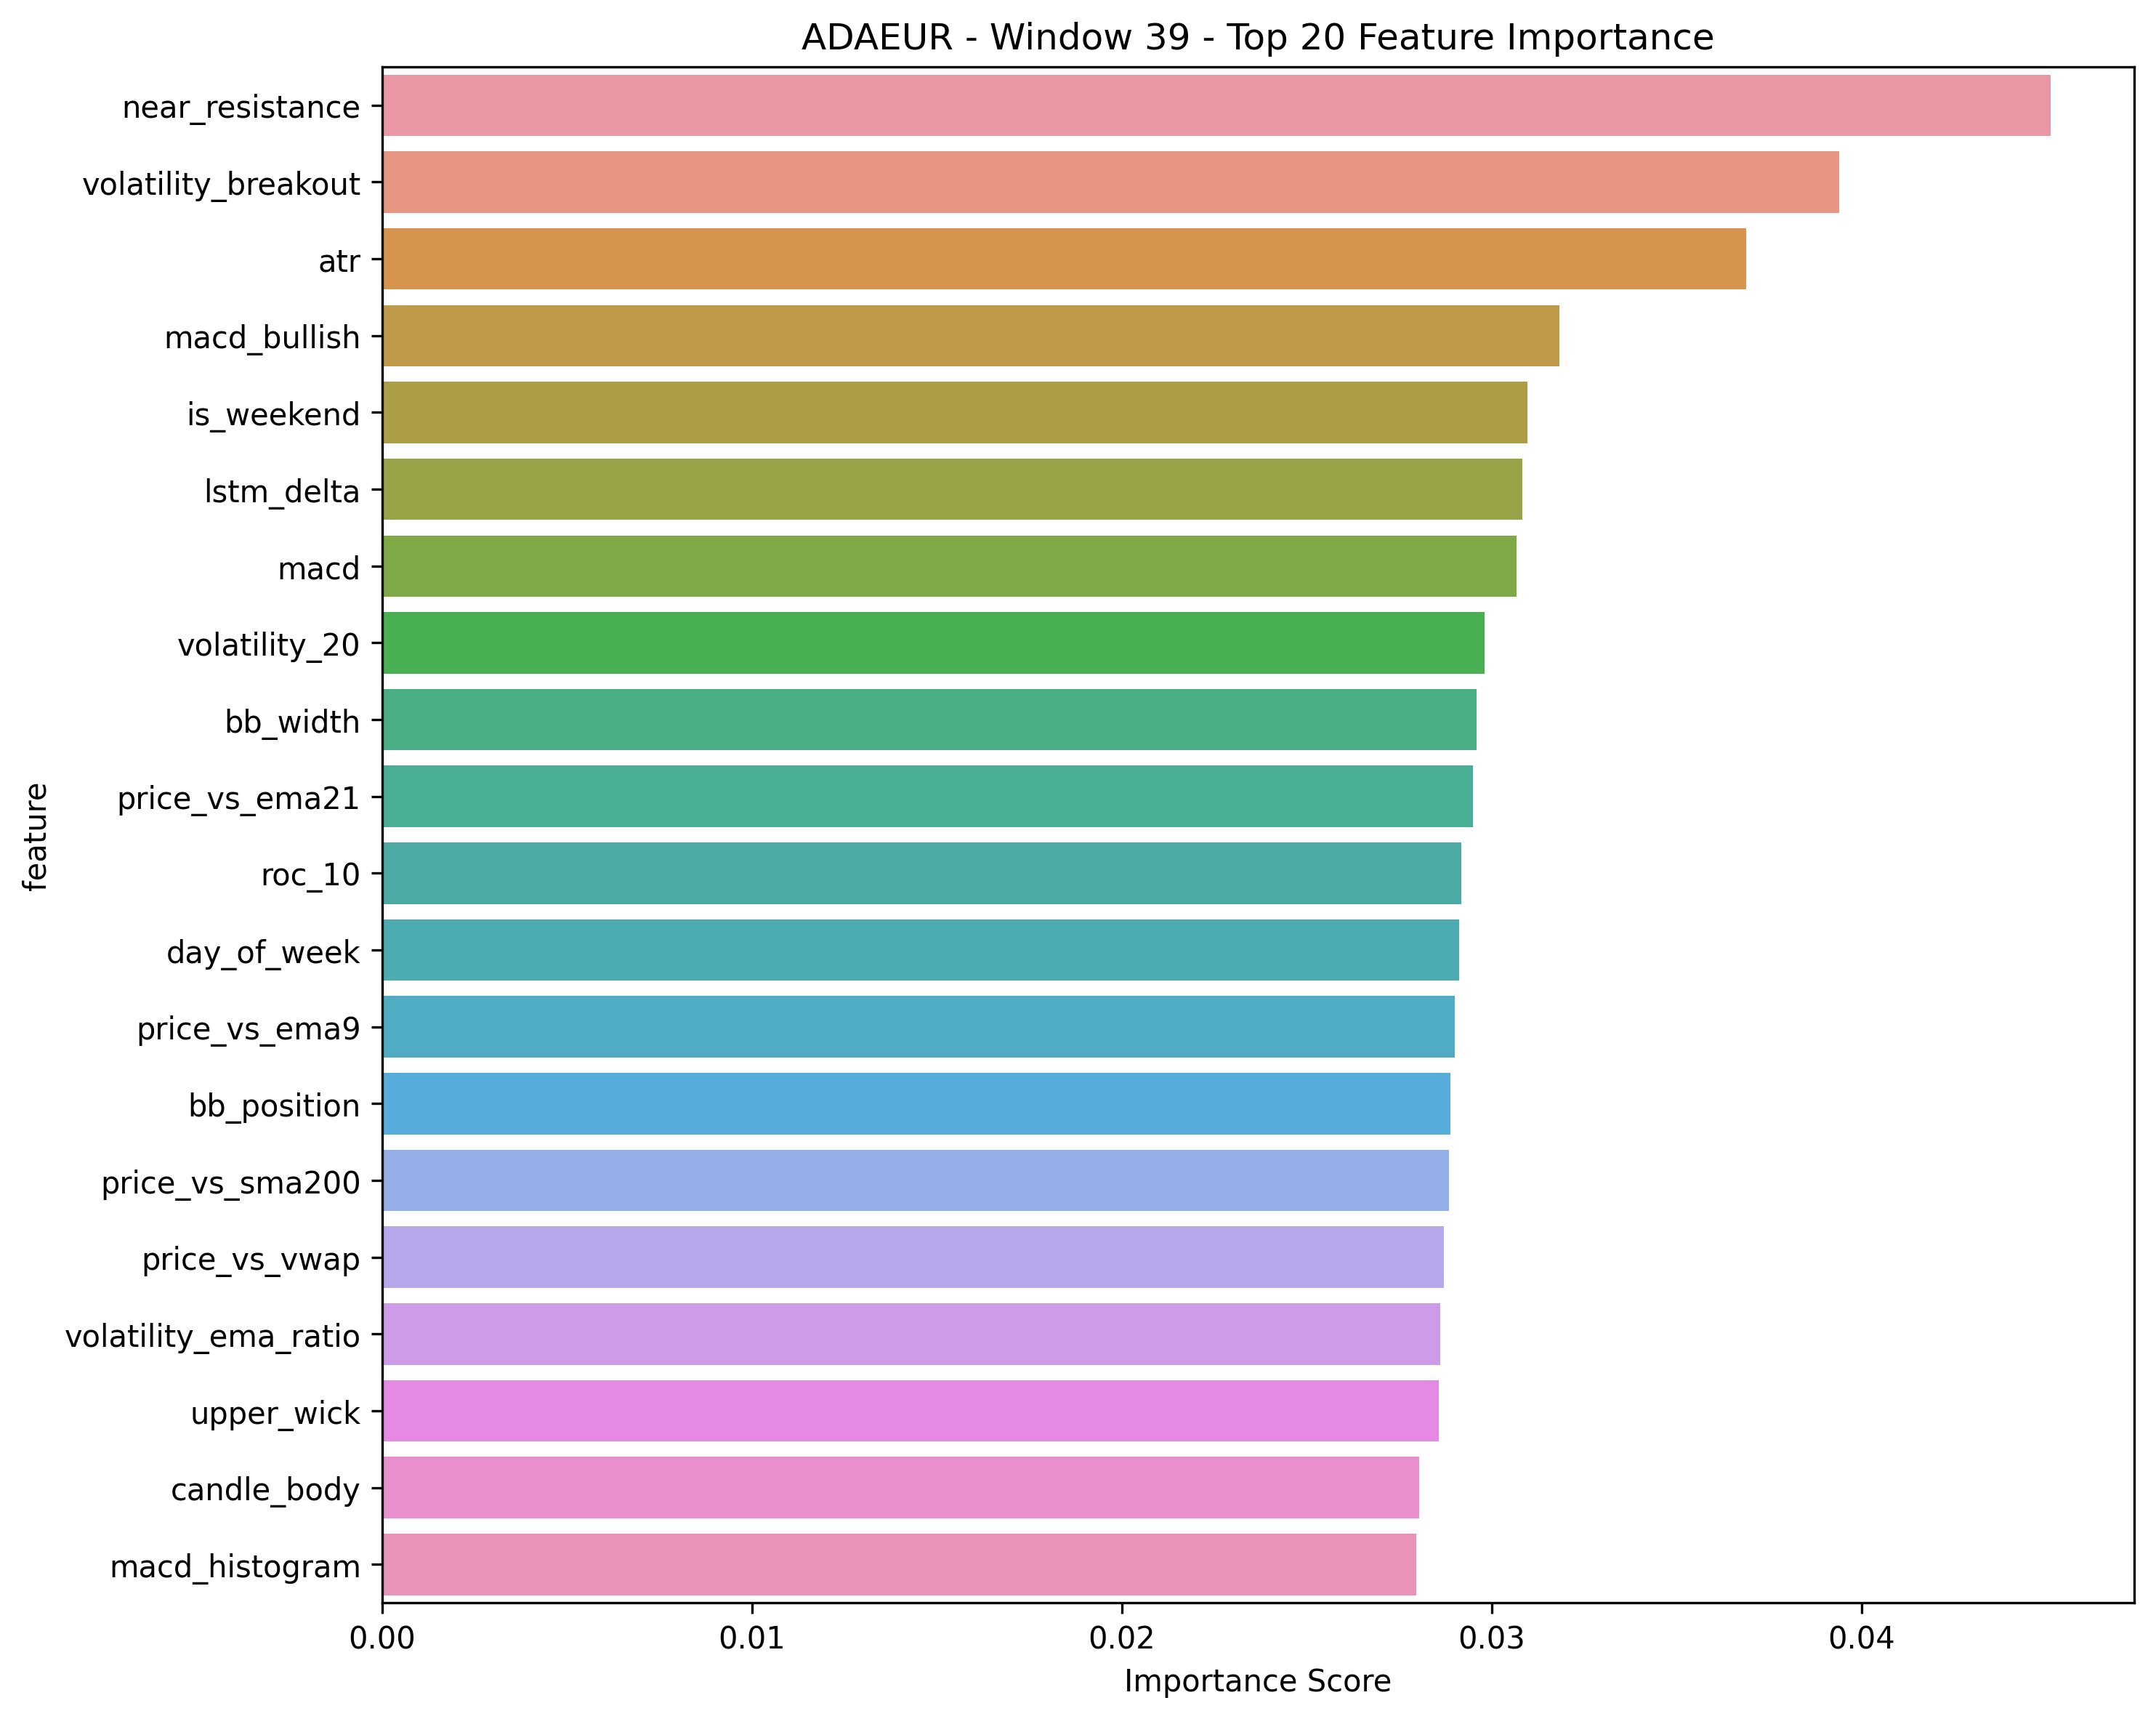 ADAEUR - Window 39 - Top 20 Feature Importance
near_resistance
volatility_breakout
atr
macd_bullish
is_weekend
lstm_delta
macd
volatility_20
bb_width
price_vs_ema21
roc_10
day_of_week
price_vs_ema9
bb_position
price_vs_sma200
price_vs_vwap
volatility_ema_ratio
upper_wick
candle_body
macd_histogram
feature
0.00 0.01 0.02 0.03 0.04
Importance Score